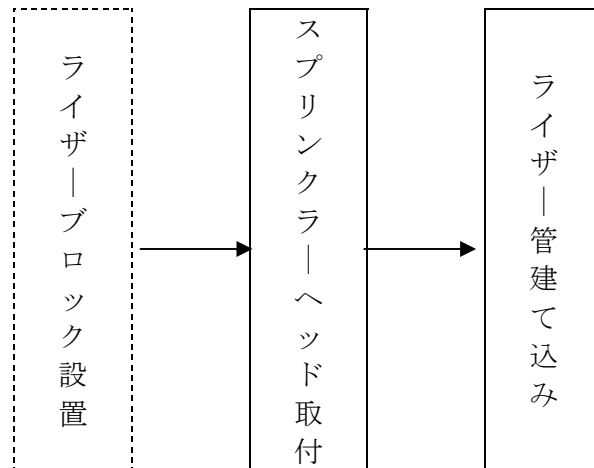 ライザーブロック設置
スプリンクラーヘッド取付
ライザー管建て込み